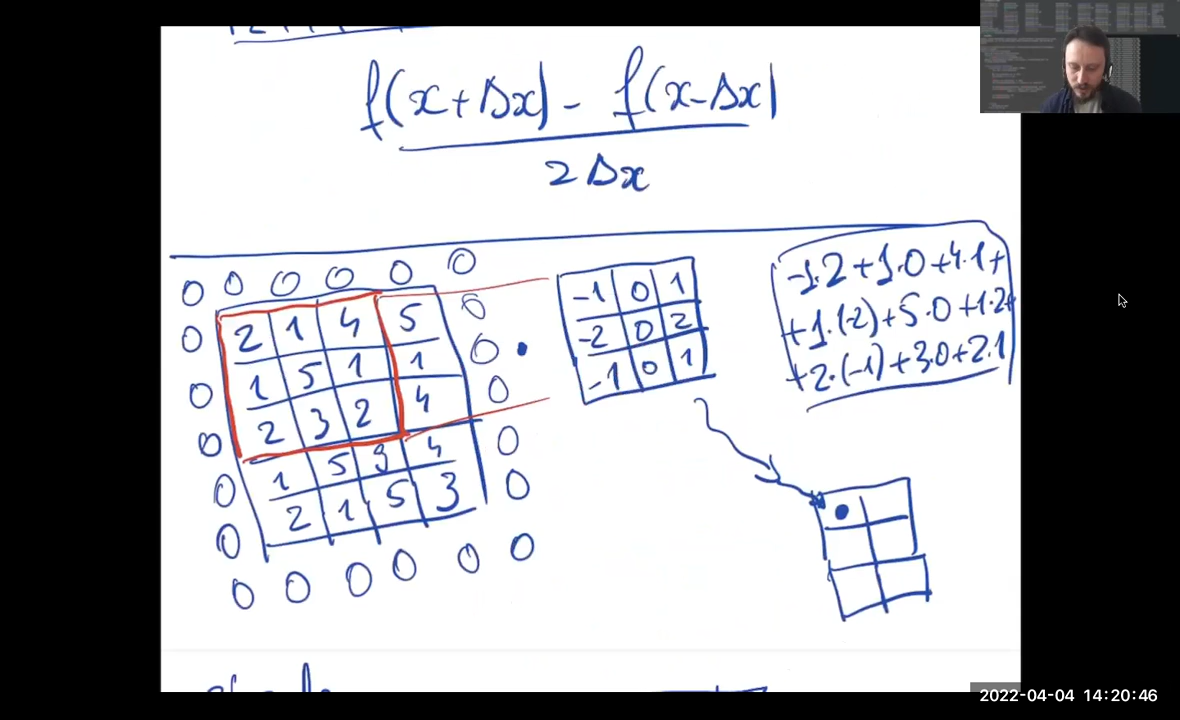 f(x+Δx) - f(x-Δx)
2Δx
0 0 0 0 0 0
0 2 1 4 5 0
0 1 5 1 1 0
0 2 3 2 4 0
0 1 5 9 4 0
0 2 1 5 3 0
0 0 0 0 0 0
•
-1 0 1
-2 0 2
-1 0 1
-1·2+1·0+4·1+
+1·(-2)+5·0+1·2+
+2·(-1)+3·0+2·1
2022-04-04 14:20:46